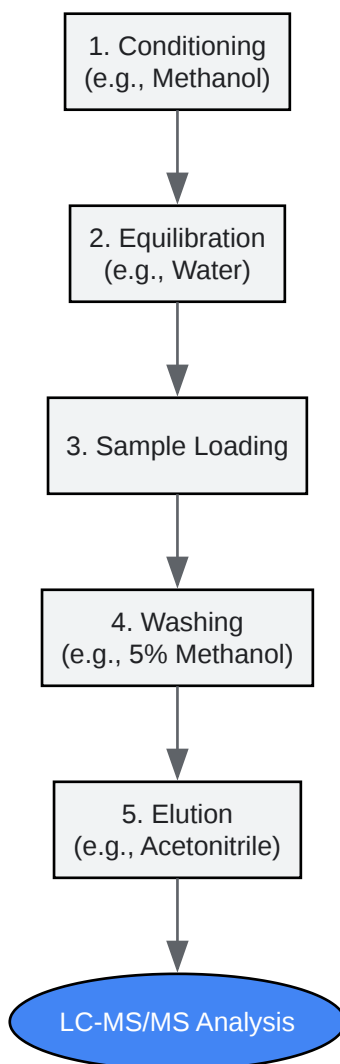 1. Conditioning
(e.g., Methanol)
2. Equilibration
(e.g., Water)
3. Sample Loading
4. Washing
(e.g., 5% Methanol)
5. Elution
(e.g., Acetonitrile)
LC-MS/MS Analysis